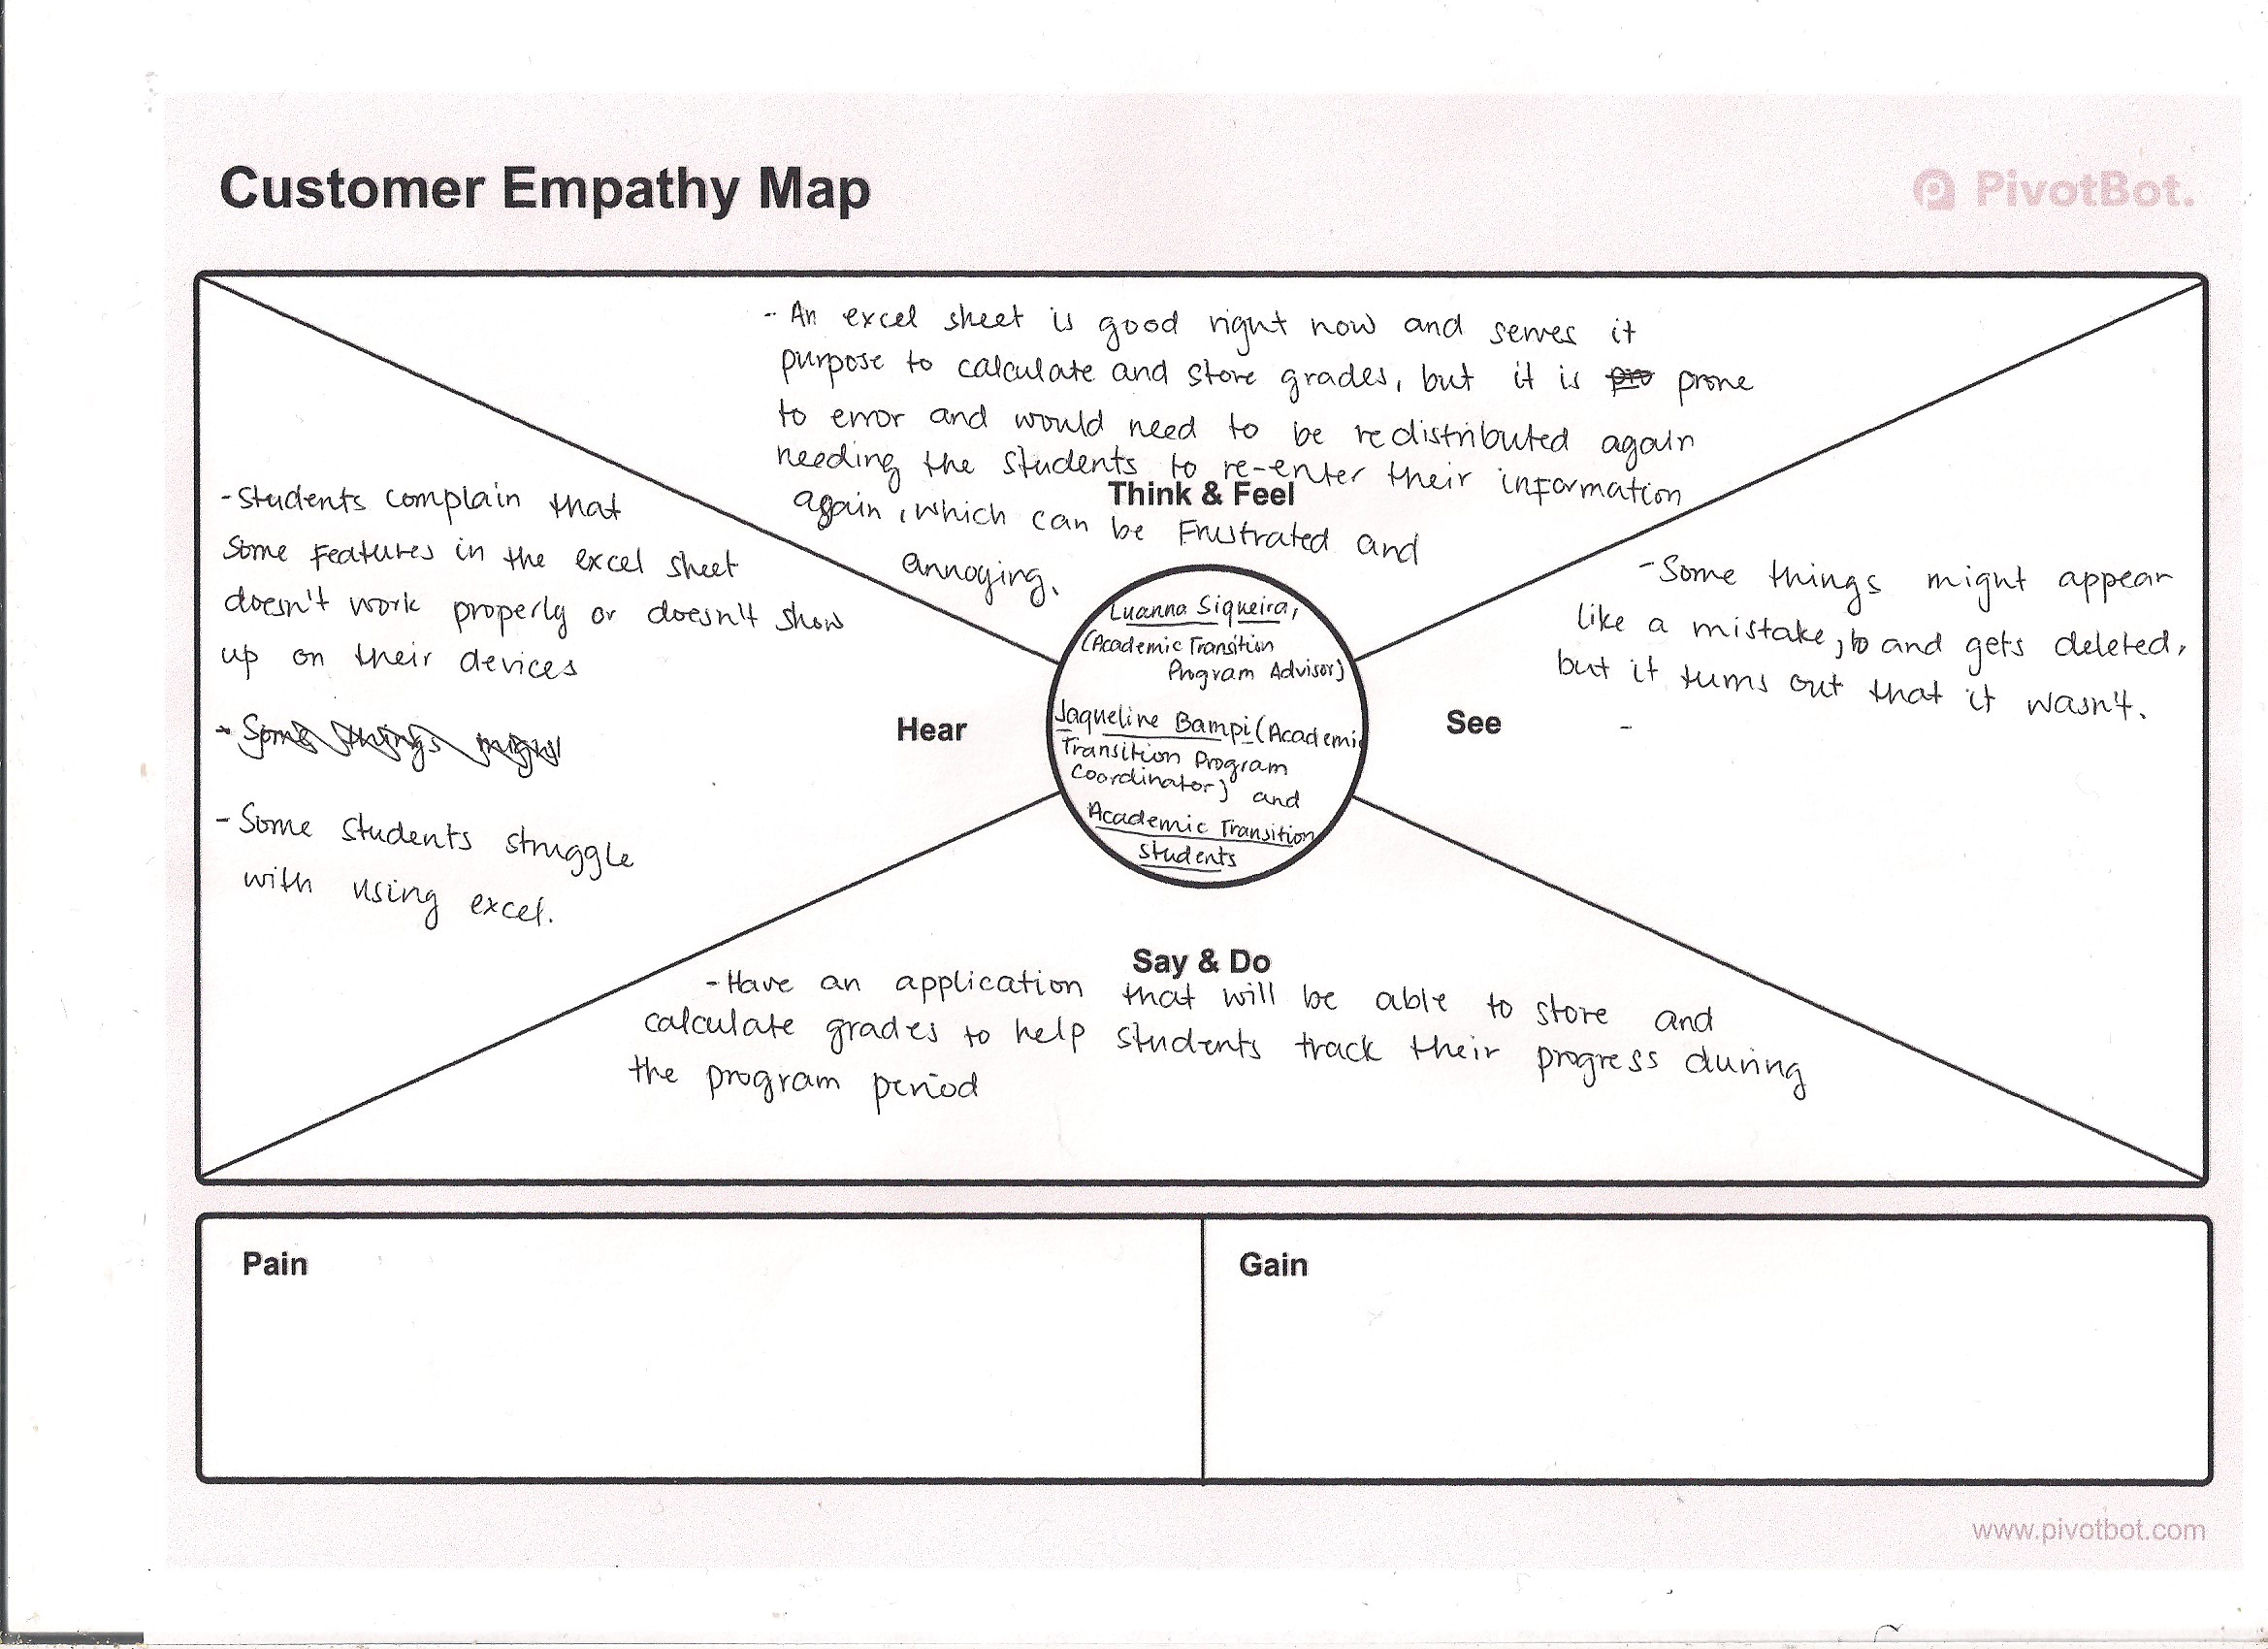 Customer Empathy Map
PivotBot.
- An excel sheet is good right now and serves it
purpose to calculate and store grades, but it is pro prone
to error and would need to be redistributed again
needing the students to re-enter their information
Think & Feel
again, which can be Frustrated and
annoying.
- students complain that
some features in the excel sheet
doesn't work properly or doesn't show
up on their devices
- Some things might
- Some students struggle
with using excel.
Hear
Luanna Siqueira,
(Academic Transition
Program Advisor)
Jaqueline Bampi (Academic
Transition Program
Coordinator) and
Academic Transition
students
- Some things might appear
like a mistake, and gets deleted,
but it turns out that it wasn't.
See
-
Say & Do
- Have an application that will be able to store and
calculate grades to help students track their progress during
the program period
Pain
Gain
www.pivotbot.com